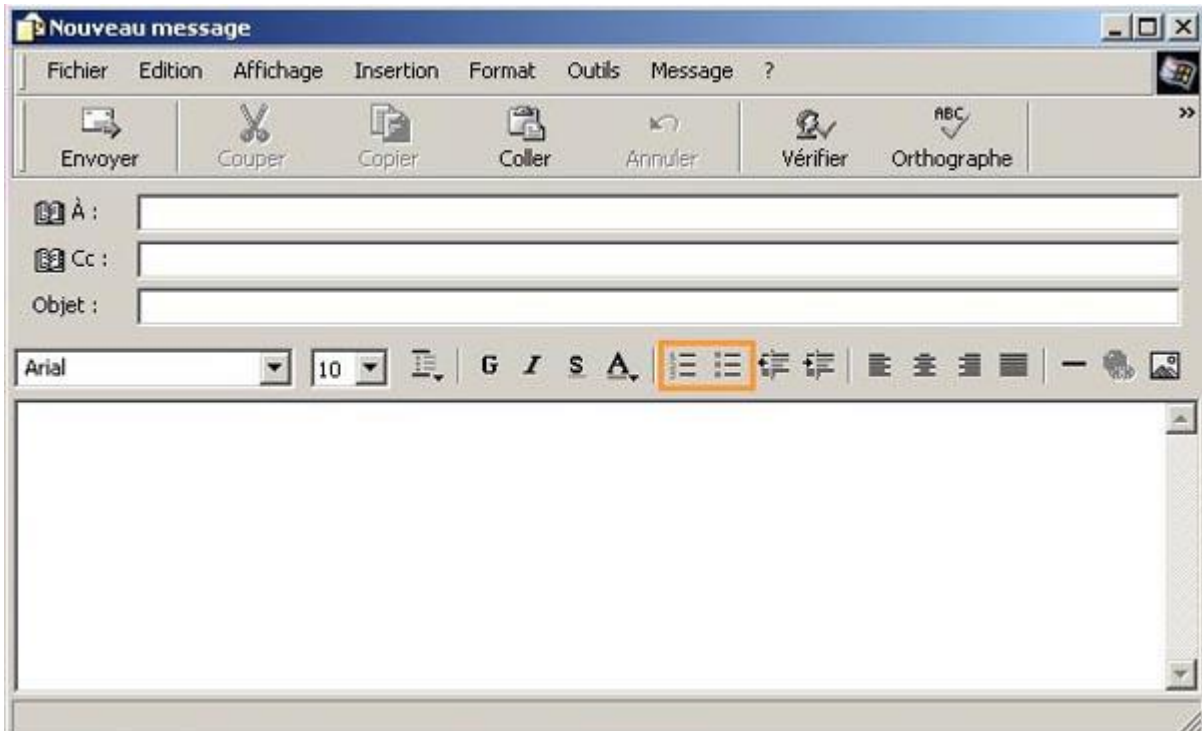 Nouveau message
Fichier Edition Affichage Insertion Format Outils Message ?
Envoyer Couper Copier Coller Annuler Vérifier ABC Orthographe »
À :
Cc :
Objet :
Arial 10 G I S A